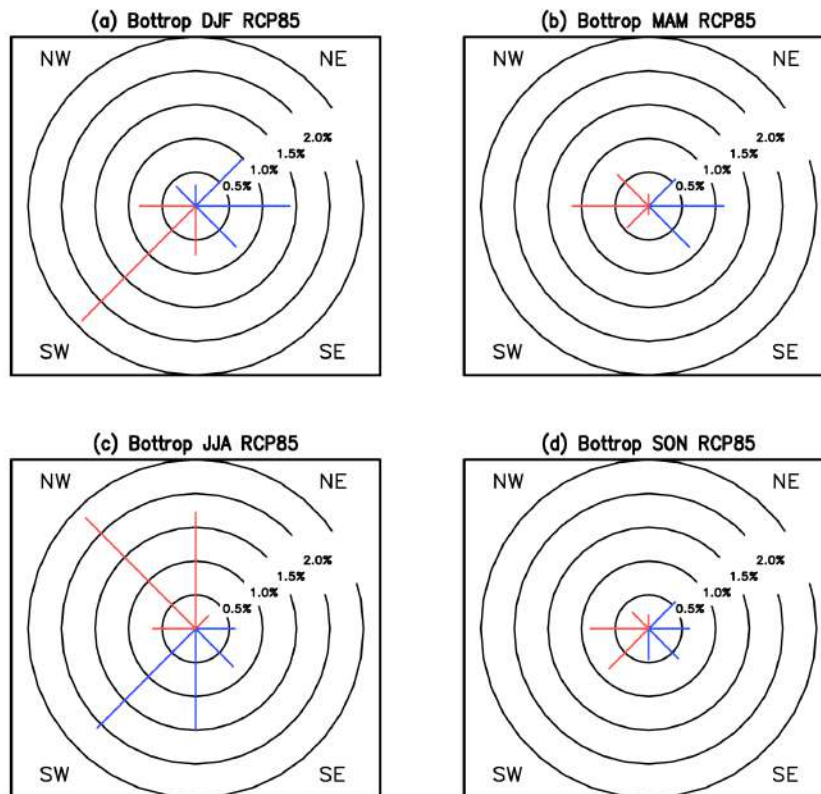 (a) Bottrop DJF RCP85
NW NE
2.0%
1.5%
1.0%
0.5%
SW SE
(b) Bottrop MAM RCP85
NW NE
2.0%
1.5%
1.0%
0.5%
SW SE
(c) Bottrop JJA RCP85
NW NE
2.0%
1.5%
1.0%
0.5%
SW SE
(d) Bottrop SON RCP85
NW NE
2.0%
1.5%
1.0%
0.5%
SW SE